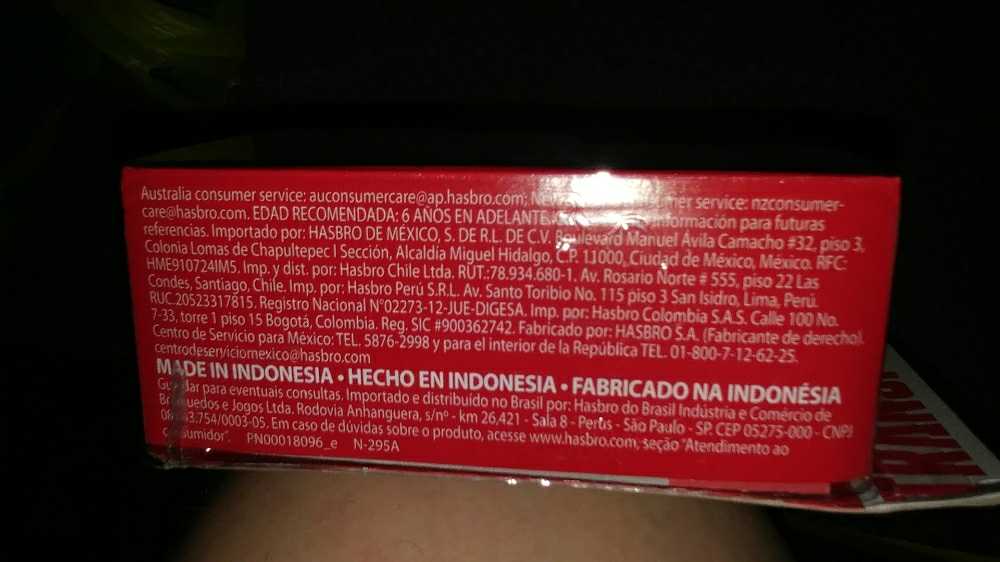 Australia consumer service: auconsumercare@ap.hasbro.com; service: nzconsumer-
care@hasbro.com. EDAD RECOMENDADA: 6 AÑOS EN ADELANTE. información para futuras
referencias. Importado por: HASBRO DE MÉXICO, S. DE R.L. DE C.V. Boulevard Manuel Ávila Camacho #32, piso 3,
Colonia Lomas de Chapultepec I Sección, Alcaldía Miguel Hidalgo, C.P. 11000, Ciudad de México, México. RFC:
HME910724IM5. Imp. y dist. por: Hasbro Chile Ltda. RUT.:78.934.680-1. Av. Rosario Norte # 555, piso 22 Las
Condes, Santiago, Chile. Imp. por: Hasbro Perú S.R.L. Av. Santo Toribio No. 115 piso 3 San Isidro, Lima, Perú.
RUC.20523317815. Registro Nacional N°02273-12-JUE-DIGESA. Imp. por: Hasbro Colombia S.A.S. Calle 100 No.
7-33, torre 1 piso 15 Bogotá, Colombia. Reg. SIC #900362742. Fabricado por: HASBRO S.A. (Fabricante de derecho).
Centro de Servicio para México: TEL. 5876-2998 y para el interior de la República TEL. 01-800-7-12-62-25.
centrodeserviciomexico@hasbro.com
MADE IN INDONESIA • HECHO EN INDONESIA • FABRICADO NA INDONÉSIA
Guardar para eventuais consultas. Importado e distribuído no Brasil por: Hasbro do Brasil Indústria e Comércio de
Brinquedos e Jogos Ltda. Rodovia Anhanguera, s/nº - km 26,421 - Sala 8 - Perus - São Paulo - SP. CEP 05275-000 - CNPJ
.754/0003-05. Em caso de dúvidas sobre o produto, acesse www.hasbro.com, seção "Atendimento ao
Consumidor". PN00018096_e N-295A